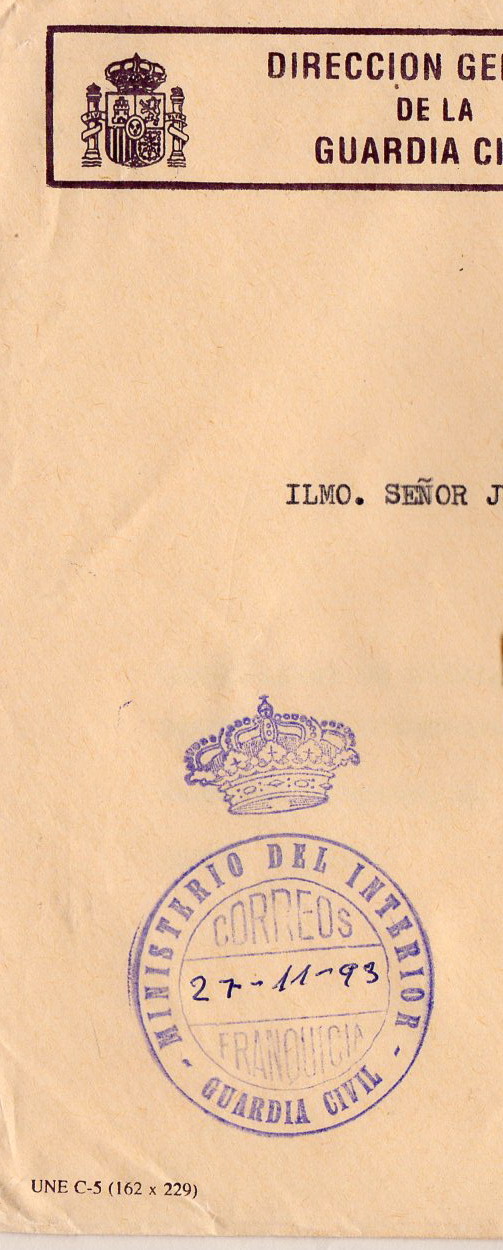 DIRECCION GE
DE LA
GUARDIA CI
ILMO. SEÑOR J
MINISTERIO DEL INTERIOR
CORREOS
27-11-93
FRANQUICIA
- GUARDIA CIVIL -
UNE C-5 (162 x 229)